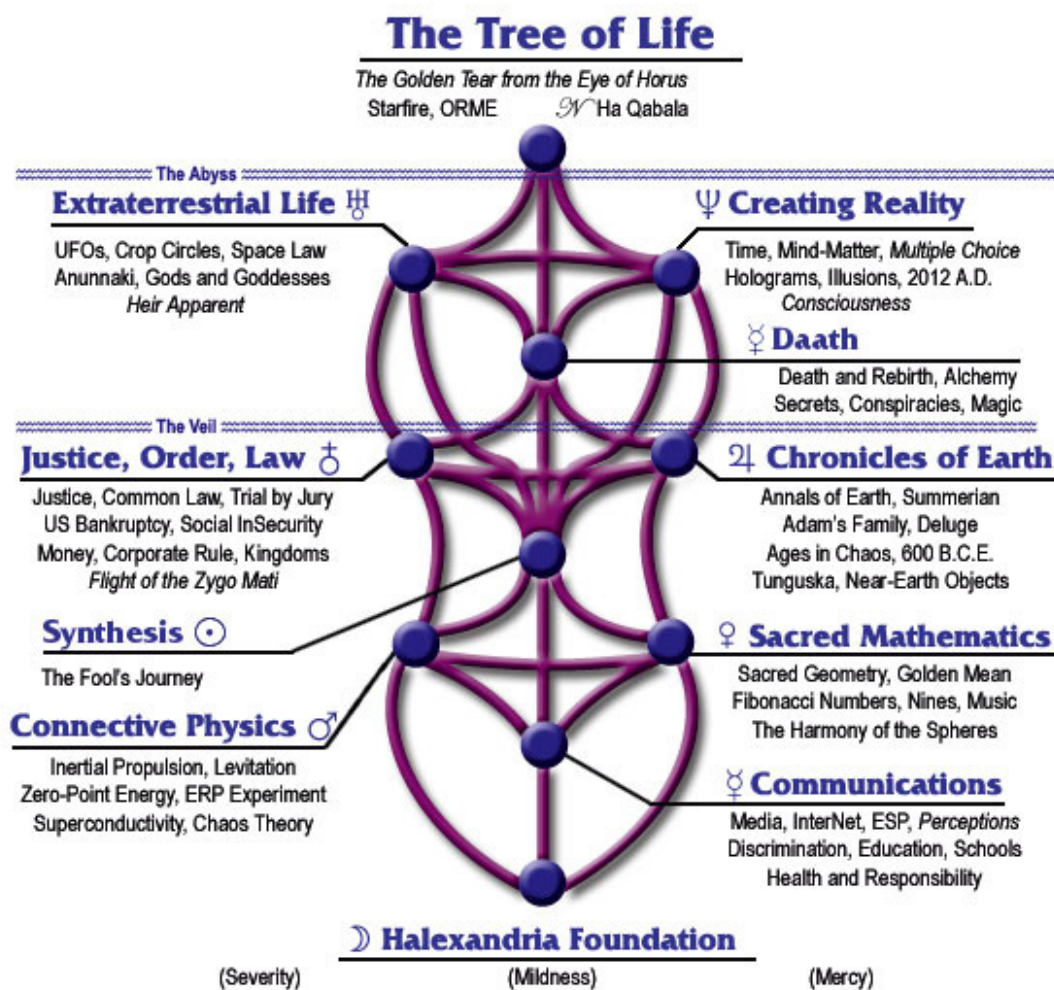 The Tree of Life
The Golden Tear from the Eye of Horus
Starfire, ORME ℵ Ha Qabala
The Abyss
Extraterrestrial Life ♅
UFOs, Crop Circles, Space Law
Anunnaki, Gods and Goddesses
Heir Apparent
♆ Creating Reality
Time, Mind-Matter, Multiple Choice
Holograms, Illusions, 2012 A.D.
Consciousness
☿ Daath
Death and Rebirth, Alchemy
Secrets, Conspiracies, Magic
The Veil
Justice, Order, Law ♁
Justice, Common Law, Trial by Jury
US Bankruptcy, Social InSecurity
Money, Corporate Rule, Kingdoms
Flight of the Zygo Mati
♃ Chronicles of Earth
Annals of Earth, Summerian
Adam's Family, Deluge
Ages in Chaos, 600 B.C.E.
Tunguska, Near-Earth Objects
Synthesis ☉
The Fool's Journey
♀ Sacred Mathematics
Sacred Geometry, Golden Mean
Fibonacci Numbers, Nines, Music
The Harmony of the Spheres
Connective Physics ♂
Inertial Propulsion, Levitation
Zero-Point Energy, ERP Experiment
Superconductivity, Chaos Theory
☿ Communications
Media, InterNet, ESP, Perceptions
Discrimination, Education, Schools
Health and Responsibility
☽ Halexandria Foundation
(Severity) (Mildness) (Mercy)